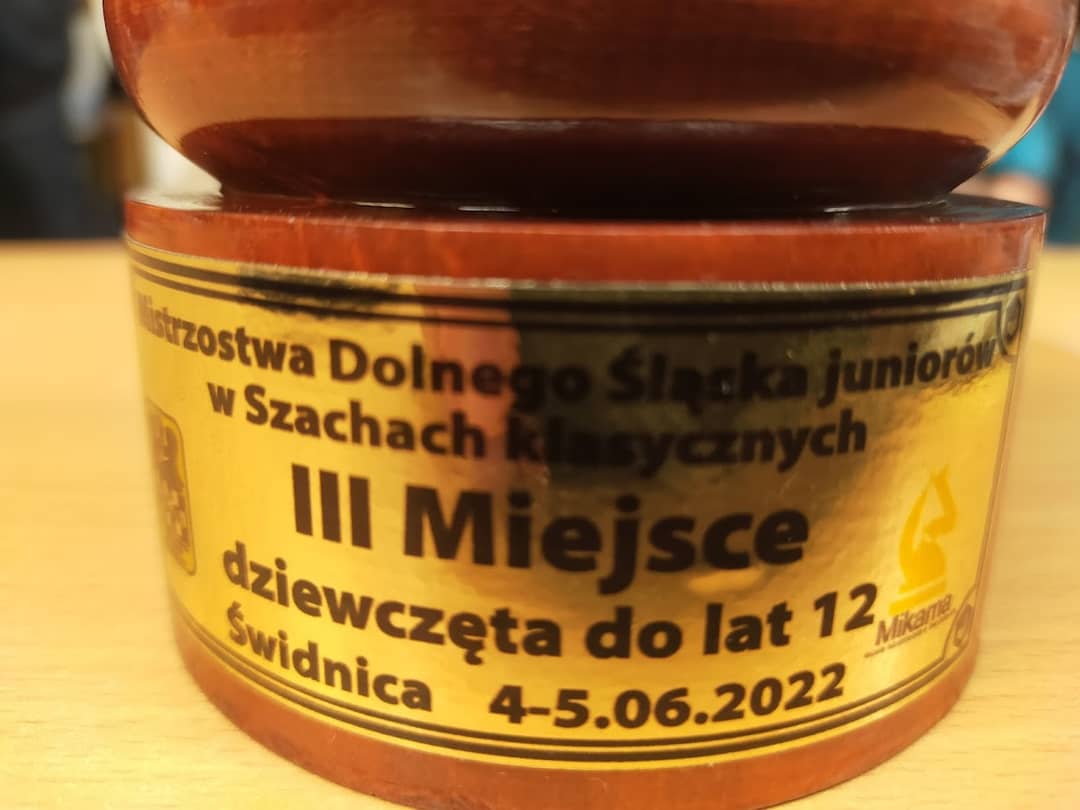 Mistrzostwa Dolnego Śląska juniorów
w Szachach klasycznych
III Miejsce
dziewczęta do lat 12
Świdnica 4-5.06.2022
Mikama